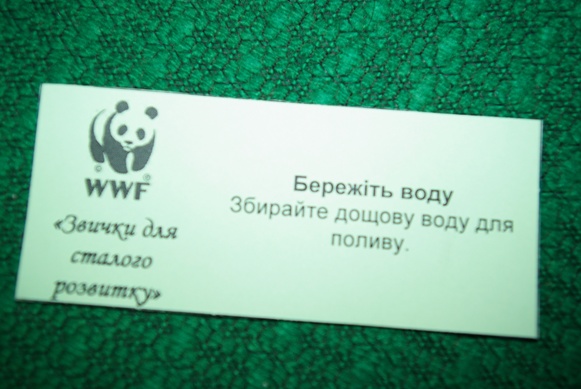 WWF
«Звички для
сталого
розвитку»
Бережіть воду
Збирайте дощову воду для
поливу.